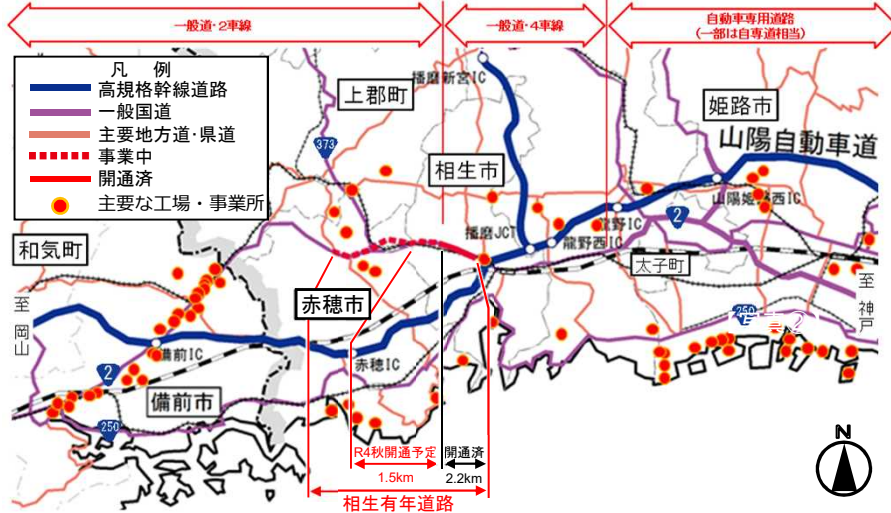 一般道・2車線
一般道・4車線
自動車専用道路
(一部は自専道相当)
凡 例
高規格幹線道路
一般国道
主要地方道・県道
事業中
開通済
主要な工場・事業所
上郡町
播磨新宮IC
姫路市
373
相生市
山陽自動車道
山陽姫路西IC
2
和気町
播磨JCT
龍野IC
龍野西IC
太子町
至 岡山
赤穂市
250
至 神戸
備前IC
赤穂IC
2
備前市
250
R4秋開通予定
開通済
1.5km
2.2km
相生有年道路
N